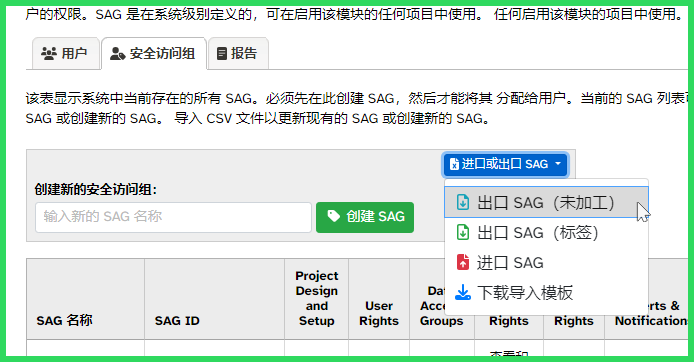 户的权限。SAG 是在系统级别定义的，可在启用该模块的任何项目中使用。 任何启用该模块的项目中使用。
用户
安全访问组
报告
该表显示系统中当前存在的所有 SAG。必须先在此创建 SAG，然后才能将其 分配给用户。当前的 SAG 列表
SAG 或创建新的 SAG。 导入 CSV 文件以更新现有的 SAG 或创建新的 SAG。
进口或出口 SAG
创建新的安全访问组：
输入新的 SAG 名称
创建 SAG
出口 SAG（未加工）
出口 SAG（标签）
进口 SAG
下载导入模板
SAG 名称
SAG ID
Project
Design
and
Setup
User
Rights
Groups
Rights
Rights
Notification
查看和